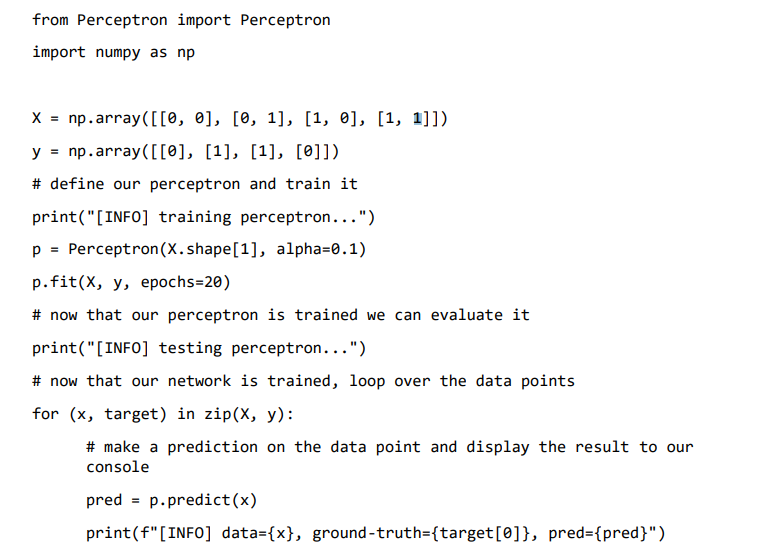 from Perceptron import Perceptron
import numpy as np
X = np.array([[0, 0], [0, 1], [1, 0], [1, 1]])
y = np.array([[0], [1], [1], [0]])
# define our perceptron and train it
print("[INFO] training perceptron...")
p = Perceptron(X.shape[1], alpha=0.1)
p.fit(X, y, epochs=20)
# now that our perceptron is trained we can evaluate it
print("[INFO] testing perceptron...")
# now that our network is trained, loop over the data points
for (x, target) in zip(X, y):
# make a prediction on the data point and display the result to our
console
pred = p.predict(x)
print(f"[INFO] data={x}, ground-truth={target[0]}, pred={pred}")